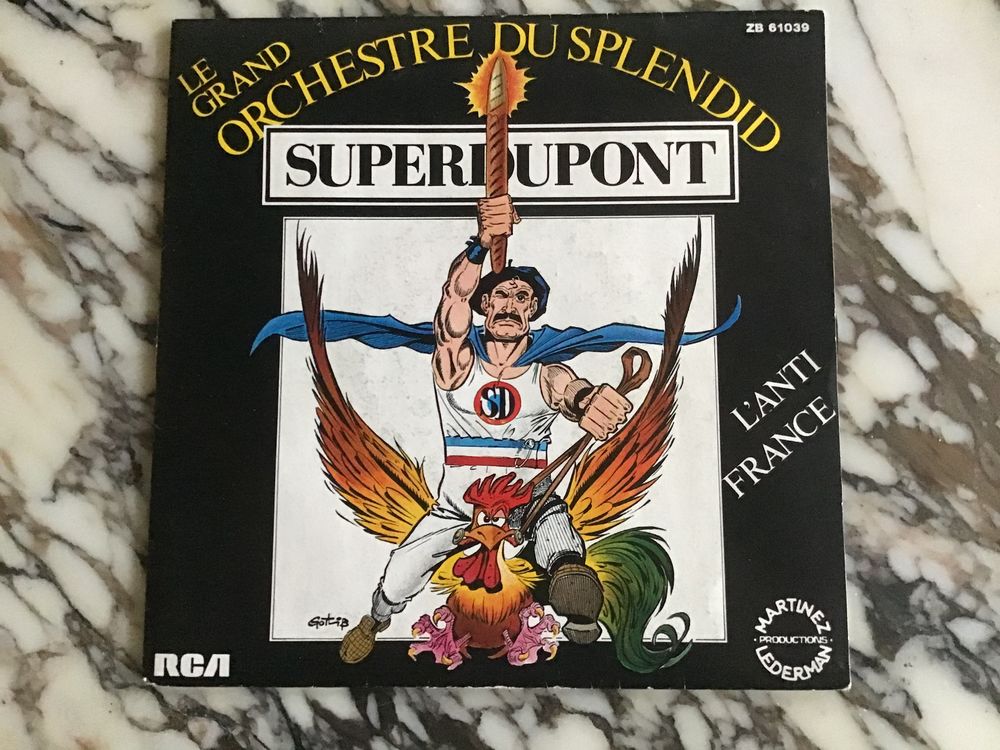 ZB 61039
LE GRAND
ORCHESTRE DU SPLENDID
SUPERDUPONT
SD
L'ANTI
FRANCE
Gotlib
MARTINEZ
PRODUCTIONS
LEDERMAN
RCA